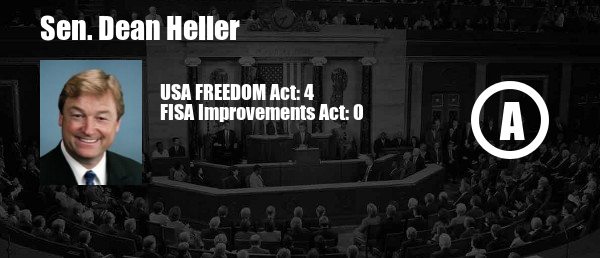 Sen. Dean Heller
USA FREEDOM Act: 4
FISA Improvements Act: 0
A